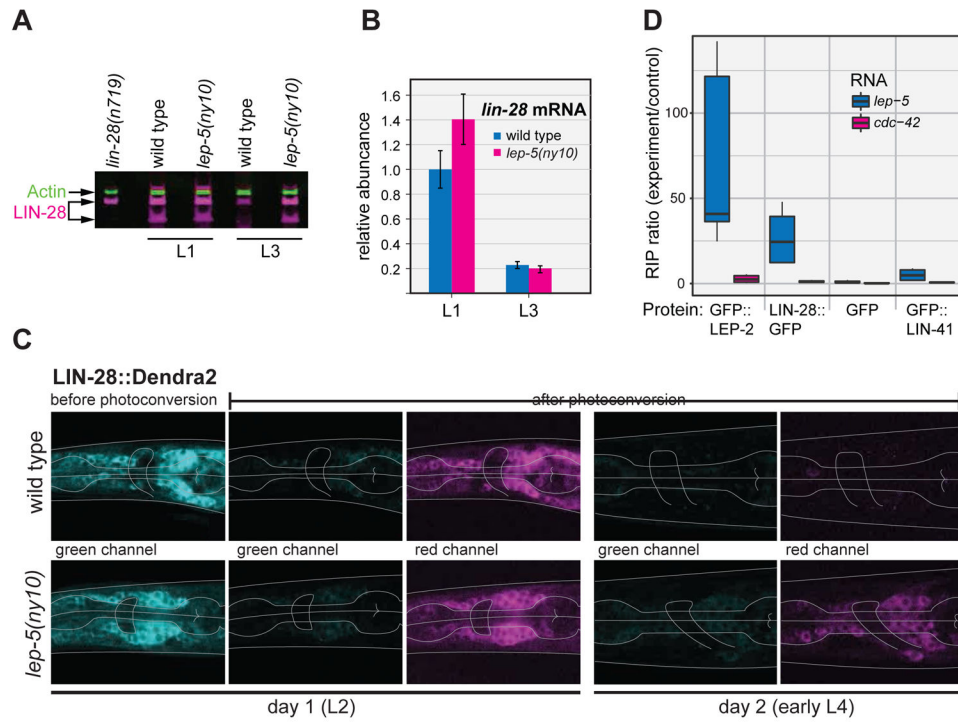 A
lin-28(n719)
wild type
lep-5(ny10)
wild type
lep-5(ny10)
Actin
LIN-28
L1
L3
B
lin-28 mRNA
wild type
lep-5(ny10)
relative abuncance
1.6
1.4
1.2
1.0
0.8
0.6
0.4
0.2
L1
L3
D
RNA
lep-5
cdc-42
RIP ratio (experiment/control)
100
50
0
Protein: GFP:: LIN-28:: GFP GFP::
LEP-2 GFP LIN-41
C
LIN-28::Dendra2
before photoconversion after photoconversion
wild type
green channel green channel red channel green channel red channel
lep-5(ny10)
day 1 (L2) day 2 (early L4)